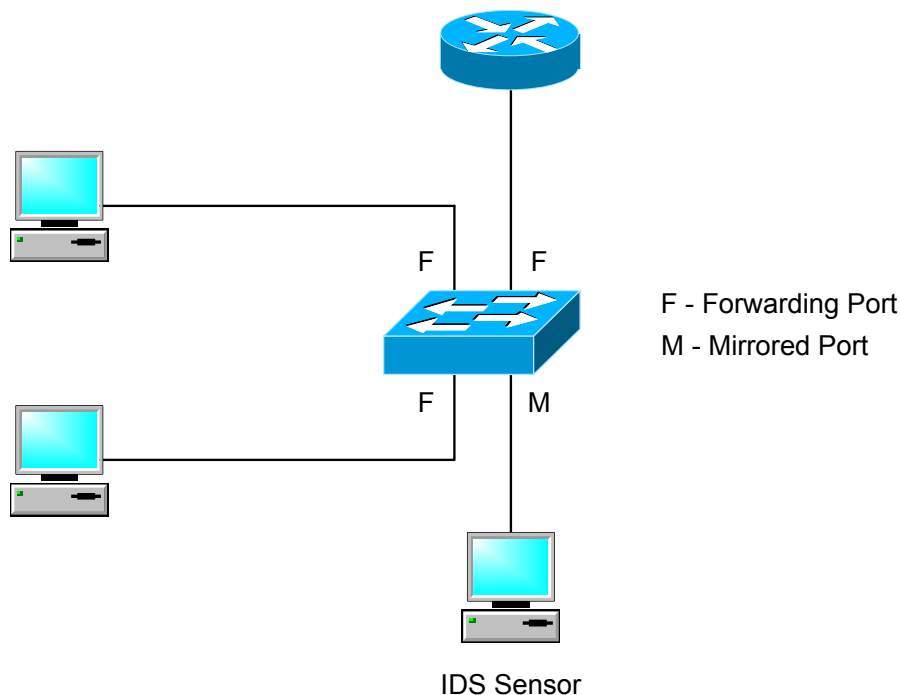 F
F
F - Forwarding Port
M - Mirrored Port
F
M
IDS Sensor